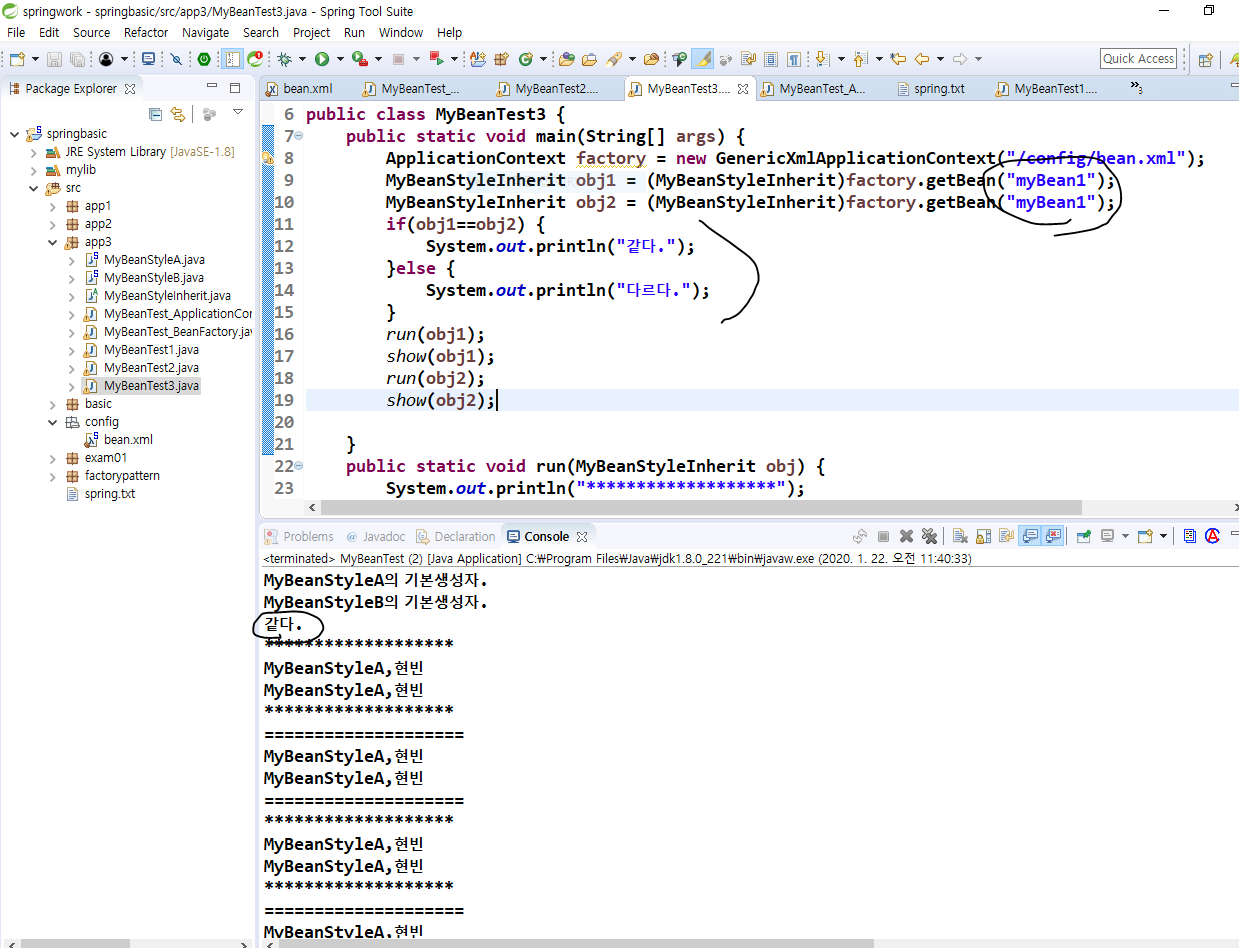 springwork - springbasic/src/app3/MyBeanTest3.java - Spring Tool Suite
File Edit Source Refactor Navigate Search Project Run Window Help
Quick Access
Package Explorer
springbasic
JRE System Library [JavaSE-1.8]
mylib
src
app1
app2
app3
MyBeanStyleA.java
MyBeanStyleB.java
MyBeanStyleInherit.java
MyBeanTest_ApplicationCor
MyBeanTest_BeanFactory.jav
MyBeanTest1.java
MyBeanTest2.java
MyBeanTest3.java
basic
config
bean.xml
exam01
factorypattern
spring.txt
bean.xml MyBeanTest_... MyBeanTest2.... MyBeanTest3.... MyBeanTest_A... spring.txt MyBeanTest1.... »3
6 public class MyBeanTest3 {
7 public static void main(String[] args) {
8 ApplicationContext factory = new GenericXmlApplicationContext("/config/bean.xml");
9 MyBeanStyleInherit obj1 = (MyBeanStyleInherit)factory.getBean("myBean1");
10 MyBeanStyleInherit obj2 = (MyBeanStyleInherit)factory.getBean("myBean1");
11 if(obj1==obj2) {
12 System.out.println("같다.");
13 }else {
14 System.out.println("다르다.");
15 }
16 run(obj1);
17 show(obj1);
18 run(obj2);
19 show(obj2);
20
21 }
22 public static void run(MyBeanStyleInherit obj) {
23 System.out.println("*******************");
Problems @ Javadoc Declaration Console
<terminated> MyBeanTest (2) [Java Application] C:₩Program Files₩Java₩jdk1.8.0_221₩bin₩javaw.exe (2020. 1. 22. 오전 11:40:33)
MyBeanStyleA의 기본생성자.
MyBeanStyleB의 기본생성자.
같다.
*******************
MyBeanStyleA,현빈
MyBeanStyleA,현빈
*******************
====================
MyBeanStyleA,현빈
MyBeanStyleA,현빈
====================
*******************
MyBeanStyleA,현빈
MyBeanStyleA,현빈
*******************
====================
MyBeanStyleA,현빈